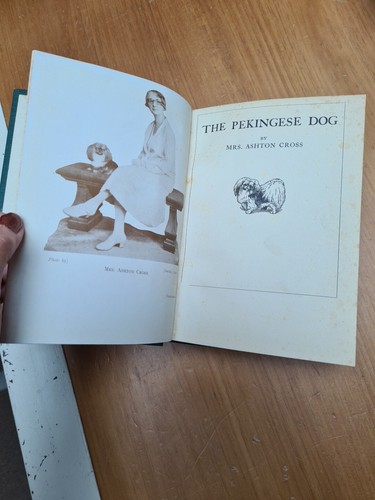 MRS. ASHTON CROSS
THE PEKINGESE DOG
BY
MRS. ASHTON CROSS